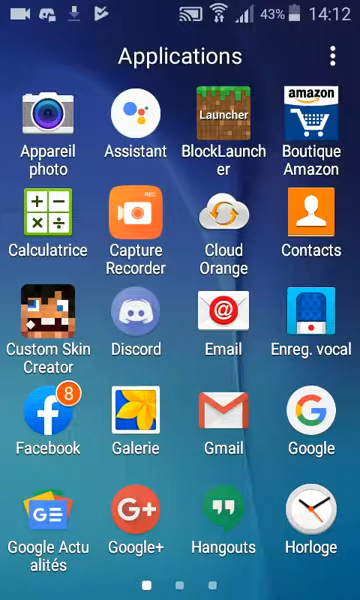 43% 14:12
Applications
Launcher
amazon
Appareil
photo
Assistant
BlockLaunch
er
Boutique
Amazon
REC
Calculatrice
Capture
Recorder
Cloud
Orange
Contacts
@
Custom Skin
Creator
Discord
Email
Enreg. vocal
8
Facebook
Galerie
Gmail
Google
G+
Google Actu
alités
Google+
Hangouts
Horloge